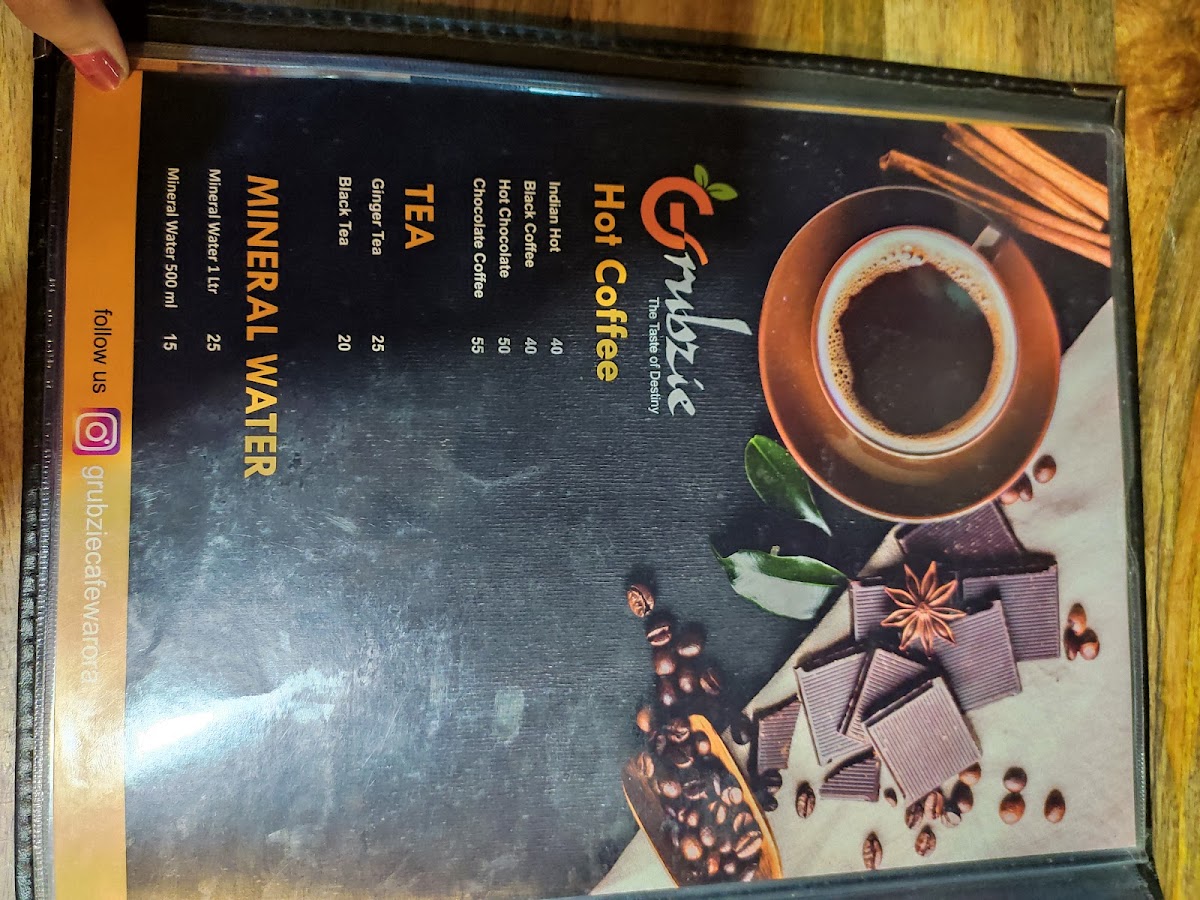 Grubzie
The Taste of Destiny
Hot Coffee
Indian Hot 40
Black Coffee 40
Hot Chocolate 50
Chocolate Coffee 55
TEA
Ginger Tea 25
Black Tea 20
MINERAL WATER
Mineral Water 1 Ltr 25
Mineral Water 500 ml 15
follow us grubziecafewarora